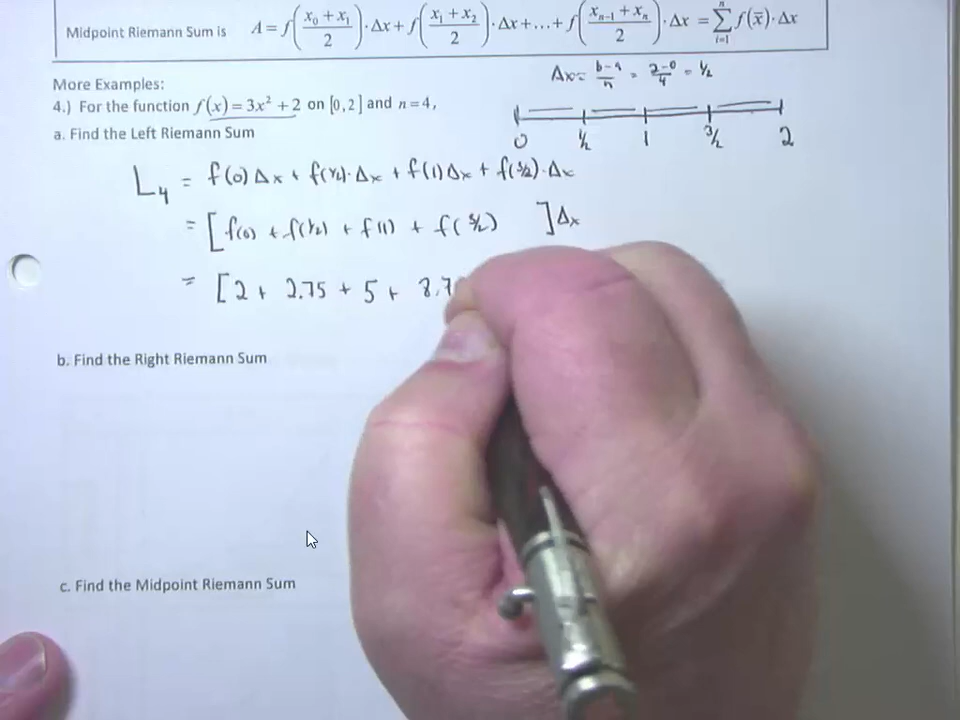 Midpoint Riemann Sum is A = f((x₀ + x₁)/2)·Δx + f((x₁ + x₂)/2)·Δx + … + f((xₙ₋₁ + xₙ)/2)·Δx = ∑ᵢ₌₁ⁿ f(x̄)·Δx
More Examples:
Δx = (b-a)/n = (2-0)/4 = 1/2
4.) For the function f(x) = 3x² + 2 on [0,2] and n = 4,
0 1/2 1 3/2 2
a. Find the Left Riemann Sum
L₄ = f(0)Δx + f(1/2)·Δx + f(1)Δx + f(3/2)·Δx
= [f(0) + f(1/2) + f(1) + f(3/2) ]Δx
= [2 + 2.75 + 5 + 8.7
b. Find the Right Riemann Sum
c. Find the Midpoint Riemann Sum